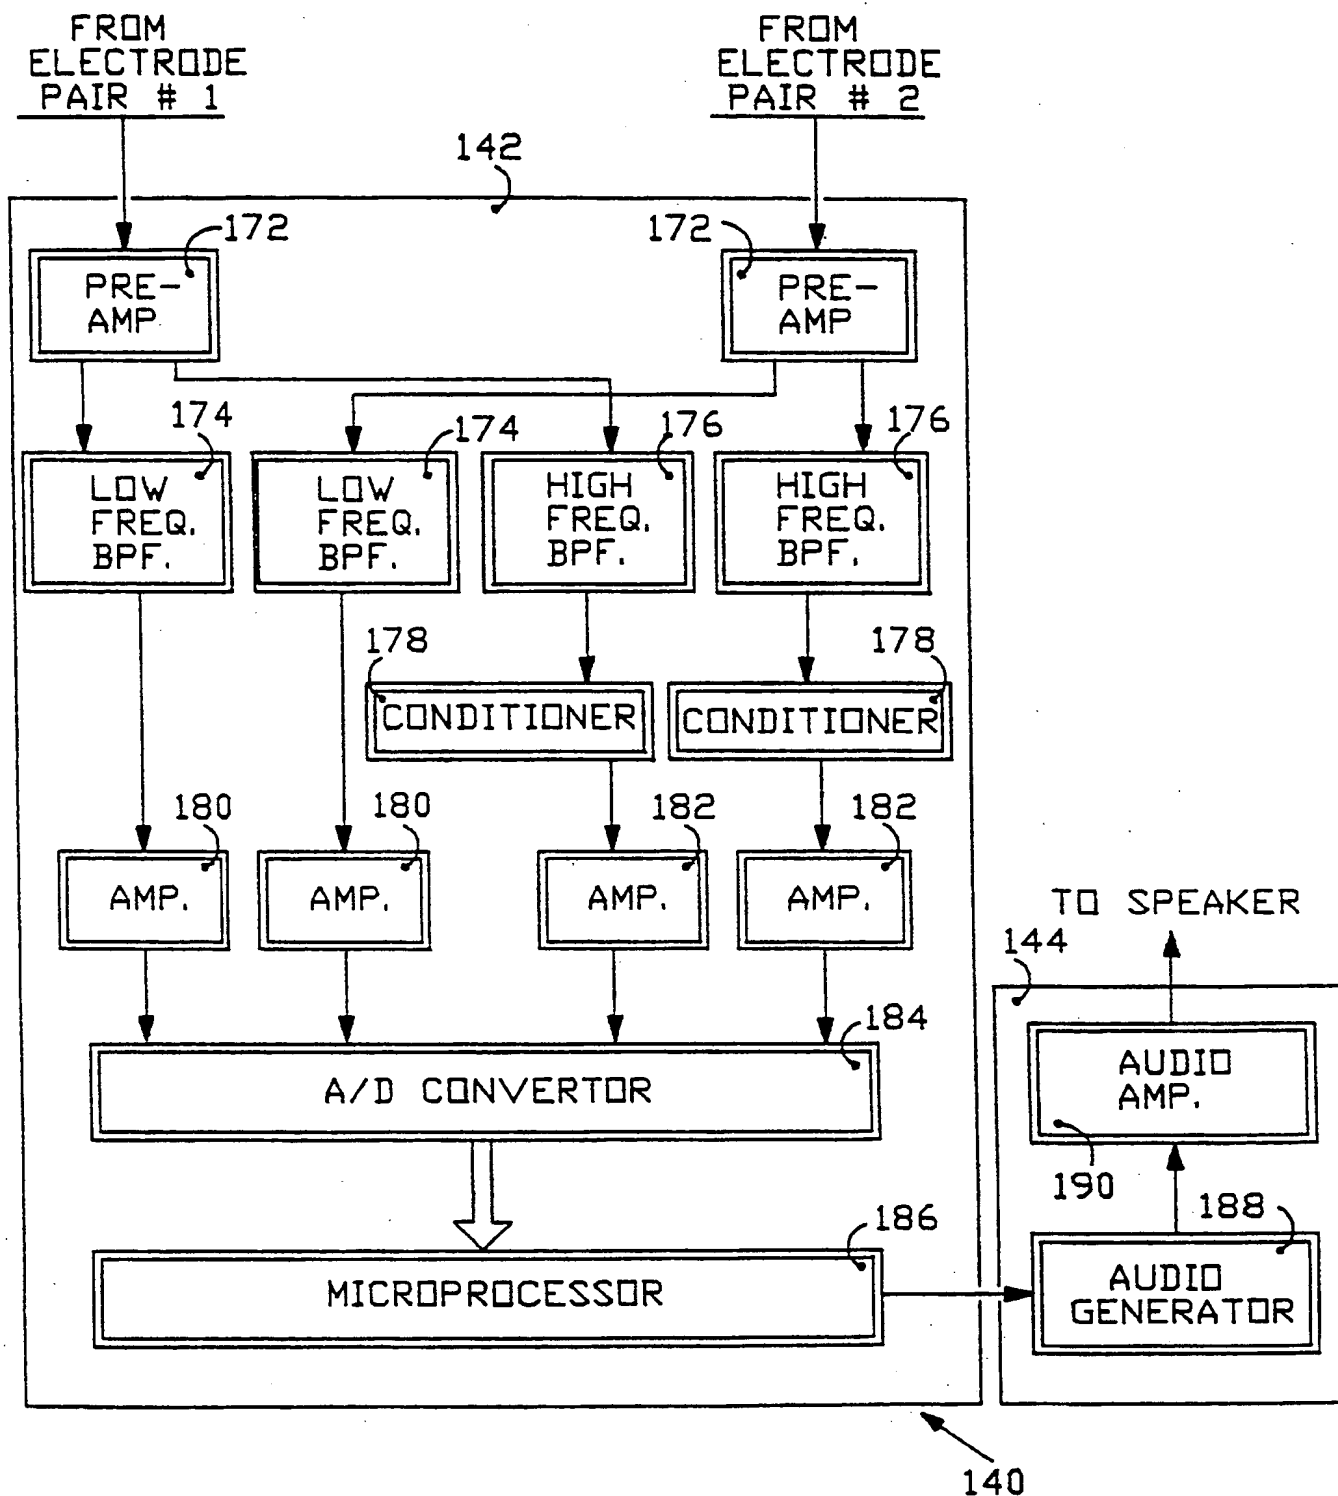 FROM
ELECTRODE
PAIR # 1
FROM
ELECTRODE
PAIR # 2
142
172
172
PRE-
AMP
PRE-
AMP
174
174
176
176
LOW
FREQ.
BPF.
LOW
FREQ.
BPF.
HIGH
FREQ.
BPF.
HIGH
FREQ.
BPF.
178
178
CONDITIONER
CONDITIONER
180
180
182
182
AMP.
AMP.
AMP.
AMP.
TO SPEAKER
144
184
A/D CONVERTOR
AUDIO
AMP.
190
186
188
MICROPROCESSOR
AUDIO
GENERATOR
140